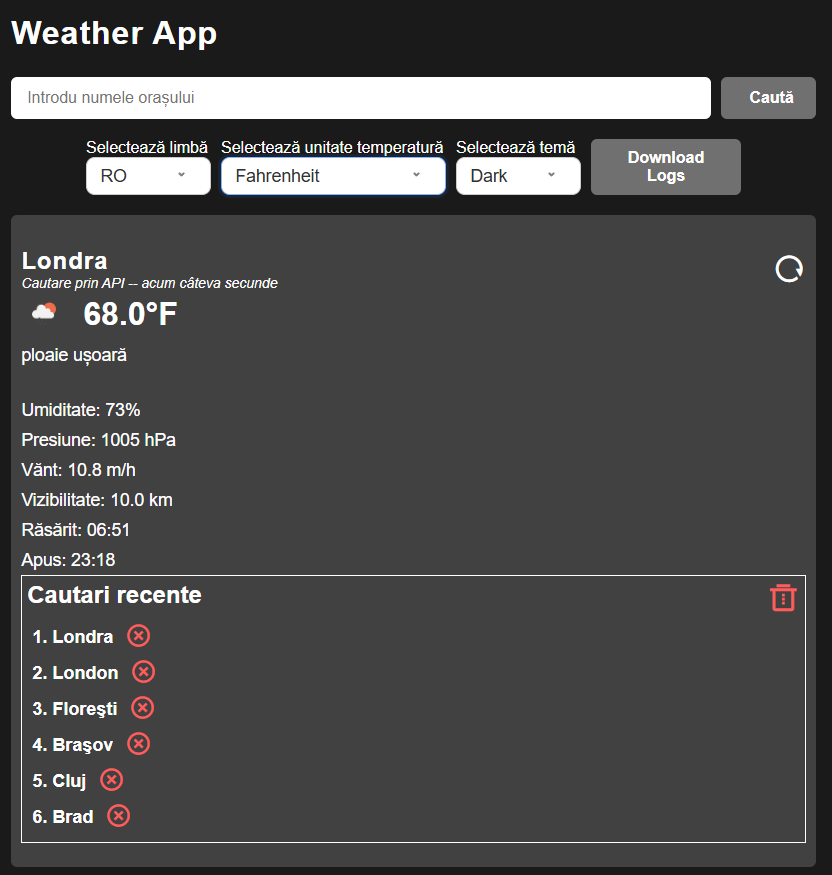 Weather App
Introdu numele orașului
Caută
Selectează limbă
Selectează unitate temperatură
Selectează temă
RO
Fahrenheit
Dark
Download
Logs
Londra
Cautare prin API -- acum câteva secunde
68.0°F
ploaie ușoară
Umiditate: 73%
Presiune: 1005 hPa
Vănt: 10.8 m/h
Vizibilitate: 10.0 km
Răsărit: 06:51
Apus: 23:18
Cautari recente
1. Londra
2. London
3. Floreşti
4. Braşov
5. Cluj
6. Brad